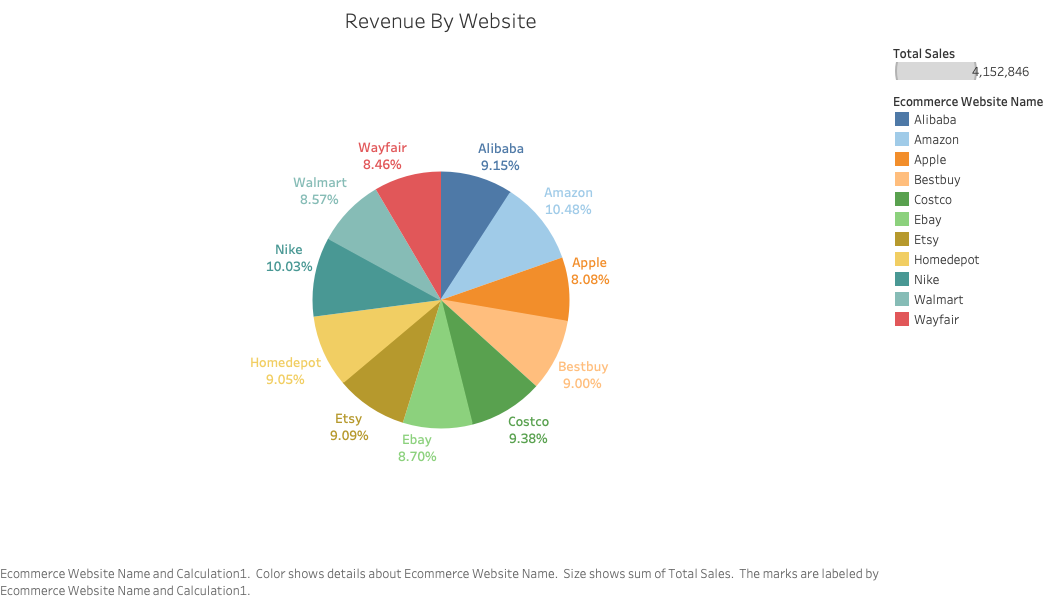 Revenue By Website
Total Sales
4,152,846
Ecommerce Website Name
Alibaba
Amazon
Apple
Bestbuy
Costco
Ebay
Etsy
Homedepot
Nike
Walmart
Wayfair
Wayfair
8.46%
Alibaba
9.15%
Walmart
8.57%
Amazon
10.48%
Nike
10.03%
Apple
8.08%
Homedepot
9.05%
Bestbuy
9.00%
Etsy
9.09%
Costco
9.38%
Ebay
8.70%
Ecommerce Website Name and Calculation1.  Color shows details about Ecommerce Website Name.  Size shows sum of Total Sales.  The marks are labeled by
Ecommerce Website Name and Calculation1.